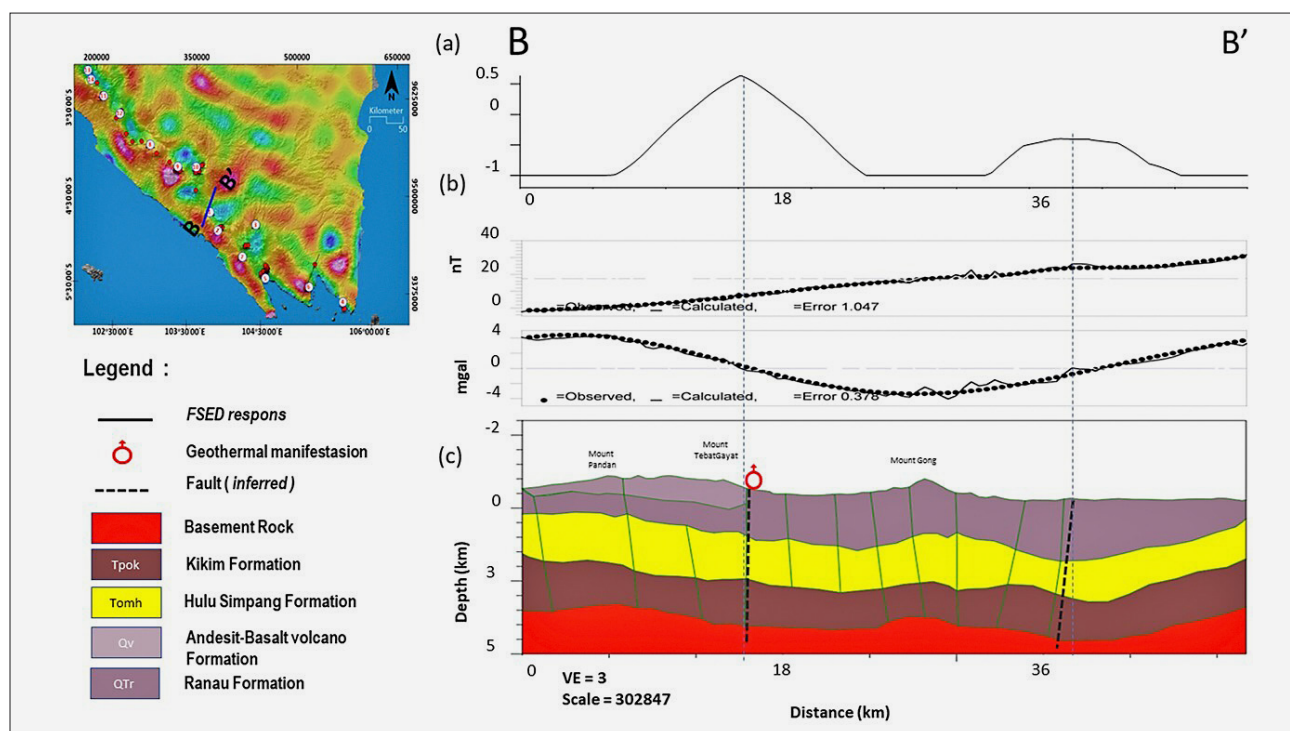 (a)
B
B'
200000
350000
500000
650000
N
Kilometer
0 50
3°30'00"S
4°30'00"S
5°30'00"S
9625000
9500000
9375000
B
B'
102°30'00"E
103°30'00"E
104°30'00"E
106°00'00"E
0.5
0
-1
0
18
36
(b)
nT
40
20
0
=Observed, — =Calculated, =Error 1.047
mgal
4
0
-4
● =Observed, — =Calculated, =Error 0.378
(c)
-2
0
3
5
Depth (km)
Mount
Pandan
Mount
TebatGayat
Mount Gong
0
18
36
VE = 3
Scale = 302847
Distance (km)
Legend :
FSED respons
Geothermal manifestasion
Fault ( inferred )
Basement Rock
Tpok
Kikim Formation
Tomh
Hulu Simpang Formation
Qv
Andesit-Basalt volcano
Formation
QTr
Ranau Formation